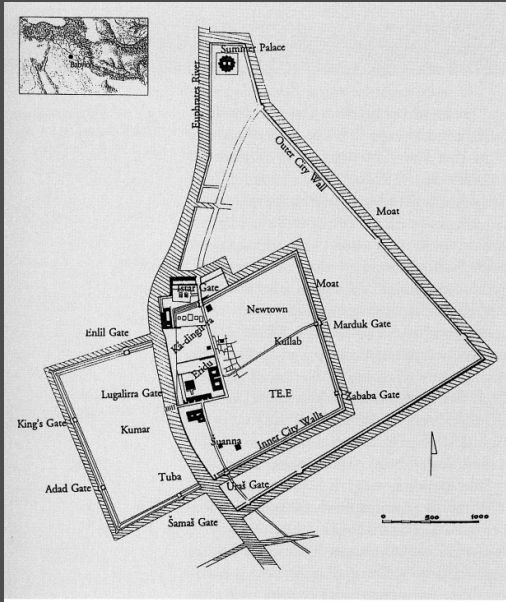 Babylon
Summer Palace
Euphrates River
Outer City Wall
Moat
Moat
Ištar Gate
Newtown
Marduk Gate
Enlil Gate
Ka-dingirra
Kullab
Eridu
Lugalirra Gate
TE.E
Zababa Gate
King's Gate
Kumar
Šuanna
Inner City Walls
Tuba
Uraš Gate
Adad Gate
Šamaš Gate
0 500 1000